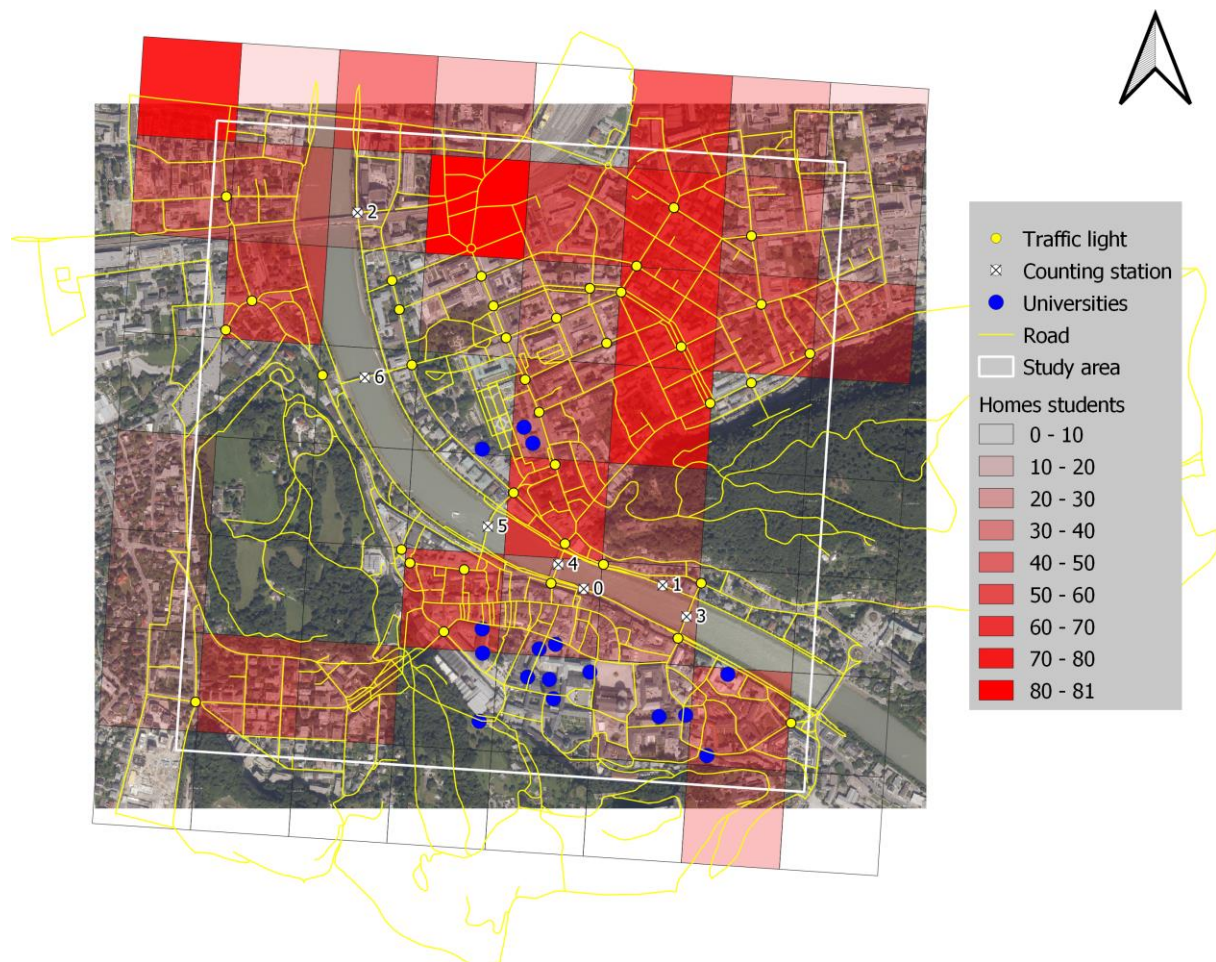 2
6
5
4
0
1
3
Traffic light
Counting station
Universities
Road
Study area
Homes students
0 - 10
10 - 20
20 - 30
30 - 40
40 - 50
50 - 60
60 - 70
70 - 80
80 - 81